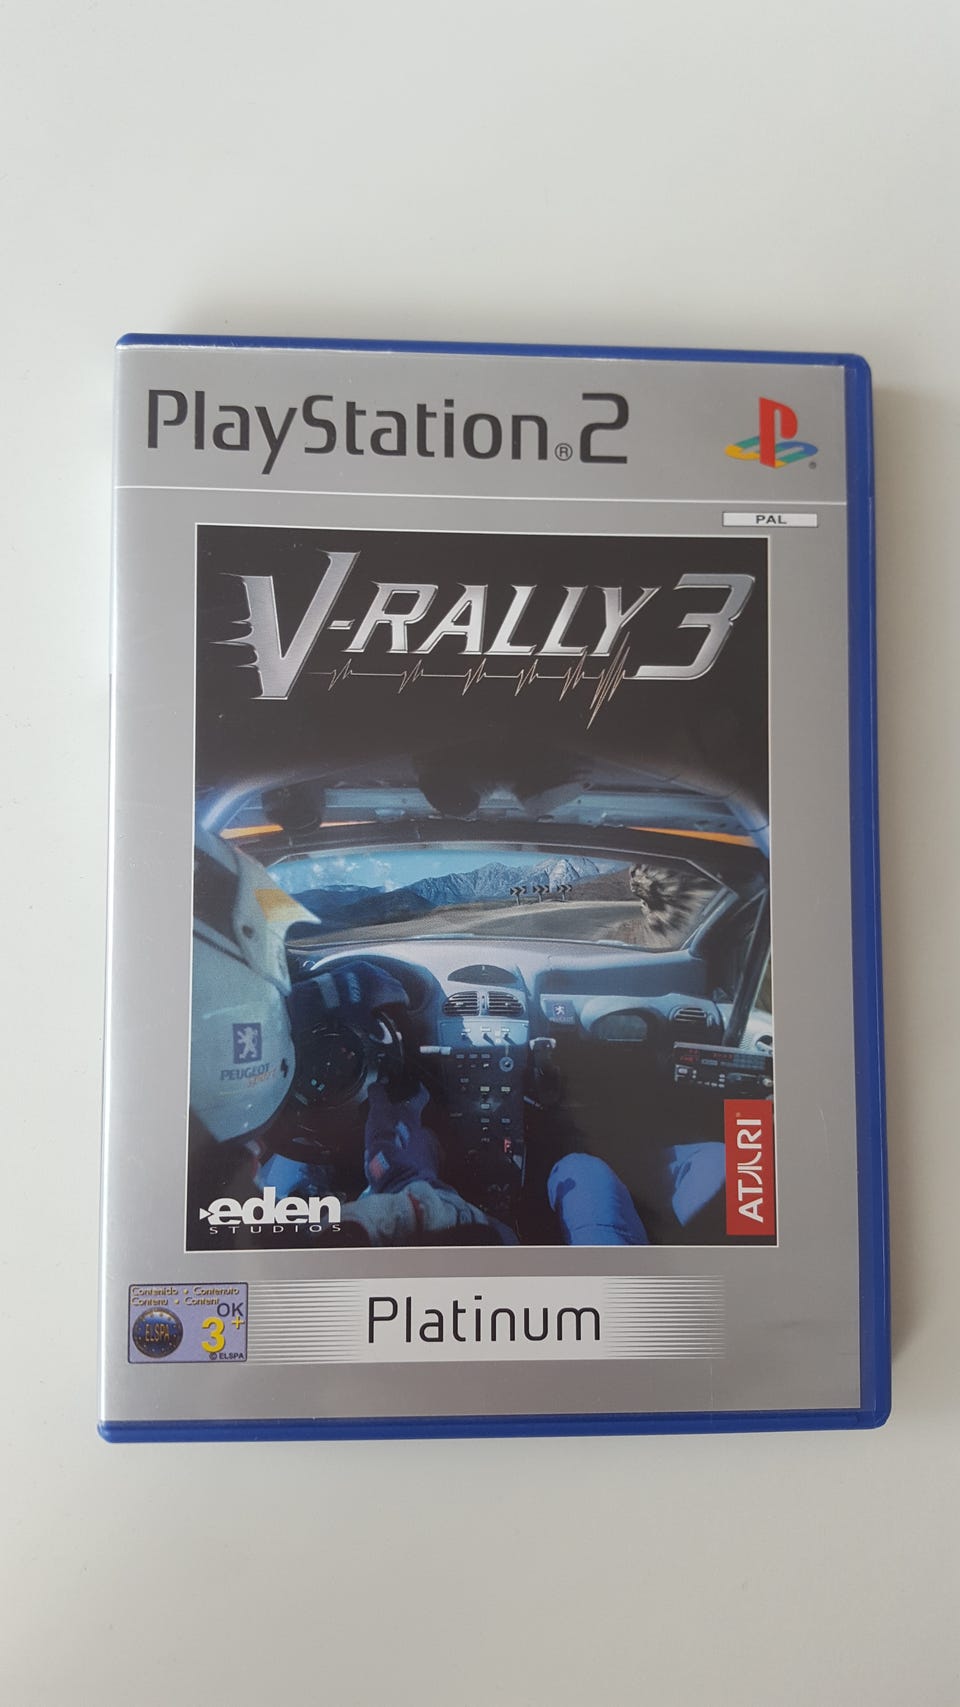 PlayStation®2
PAL
V-RALLY 3
PEUGEOT
ATARI
eden
STUDIOS
Contenido • Contenuto
Contenu • Content
OK
ELSPA
3+
© ELSPA
Platinum